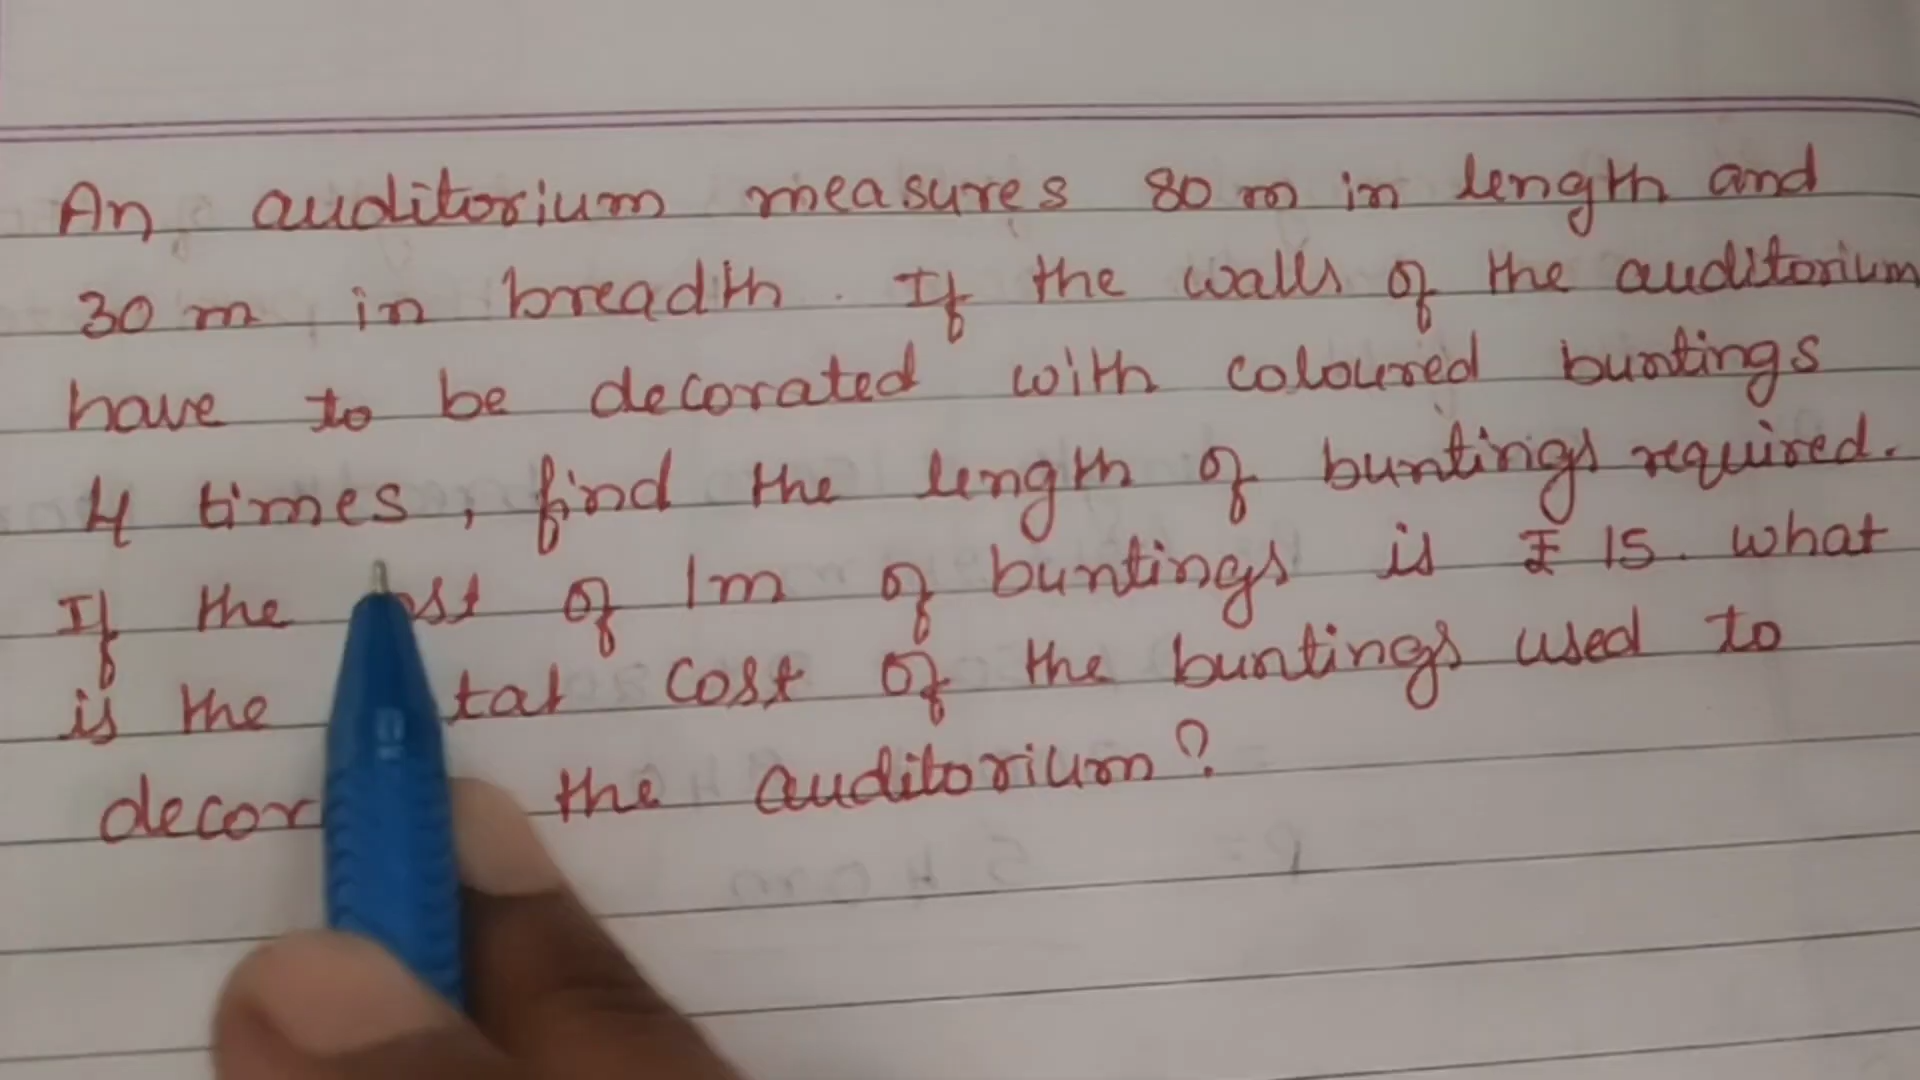 An auditorium measures 80 m in length and
30 m in breadth. If the walls of the auditorium
have to be decorated with coloured buntings
4 times, find the length of buntings required.
If the cost of 1m of buntings is ₹ 15. what
is the cost of the buntings used to
the auditorium?